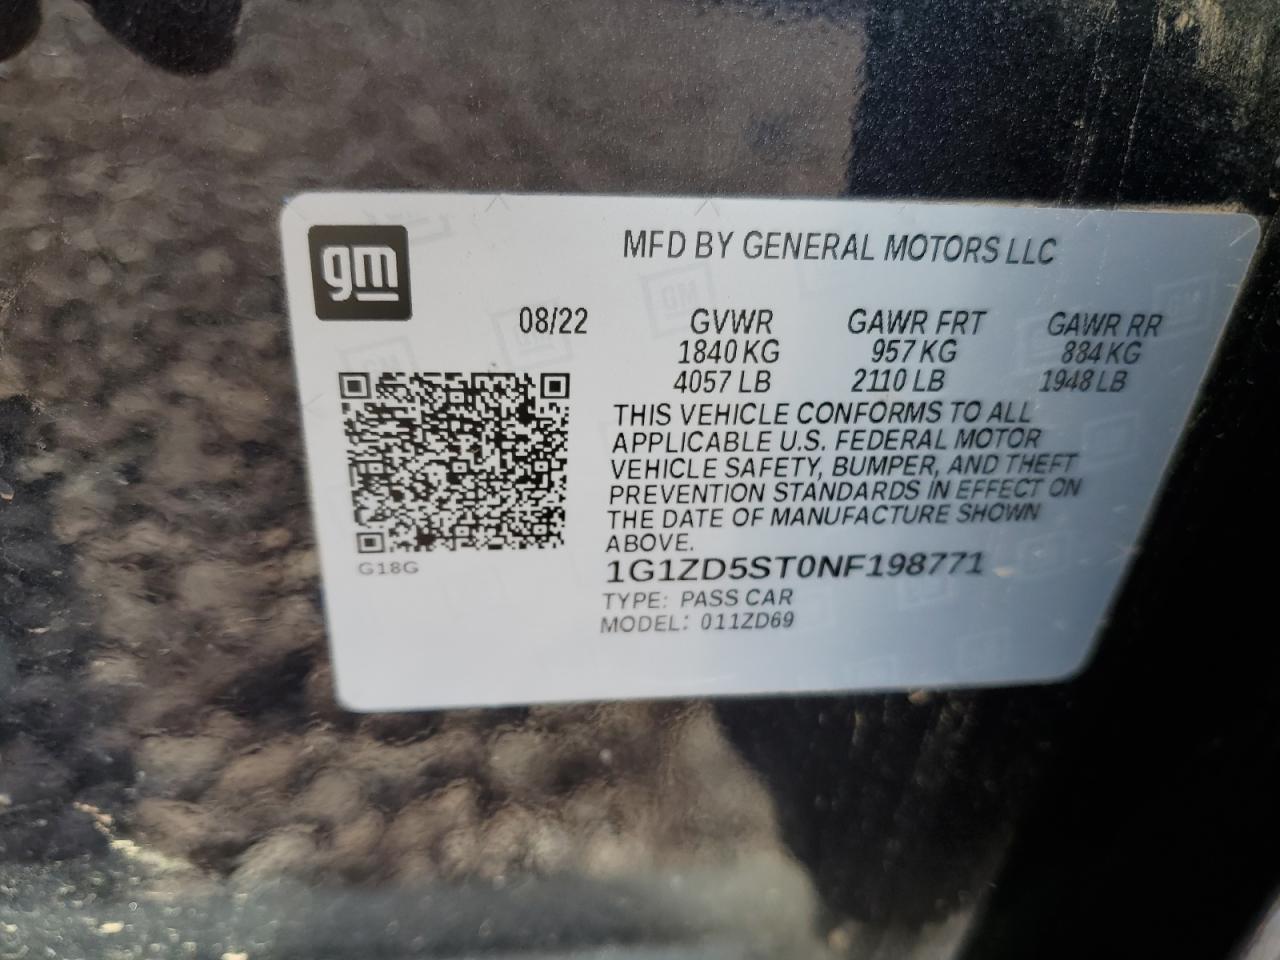 gm
MFD BY GENERAL MOTORS LLC
08/22 GVWR GAWR FRT GAWR RR
1840 KG 957 KG 884 KG
4057 LB 2110 LB 1948 LB
THIS VEHICLE CONFORMS TO ALL
APPLICABLE U.S. FEDERAL MOTOR
VEHICLE SAFETY, BUMPER, AND THEFT
PREVENTION STANDARDS IN EFFECT ON
THE DATE OF MANUFACTURE SHOWN
ABOVE.
G18G
1G1ZD5ST0NF198771
TYPE: PASS CAR
MODEL: 011ZD69